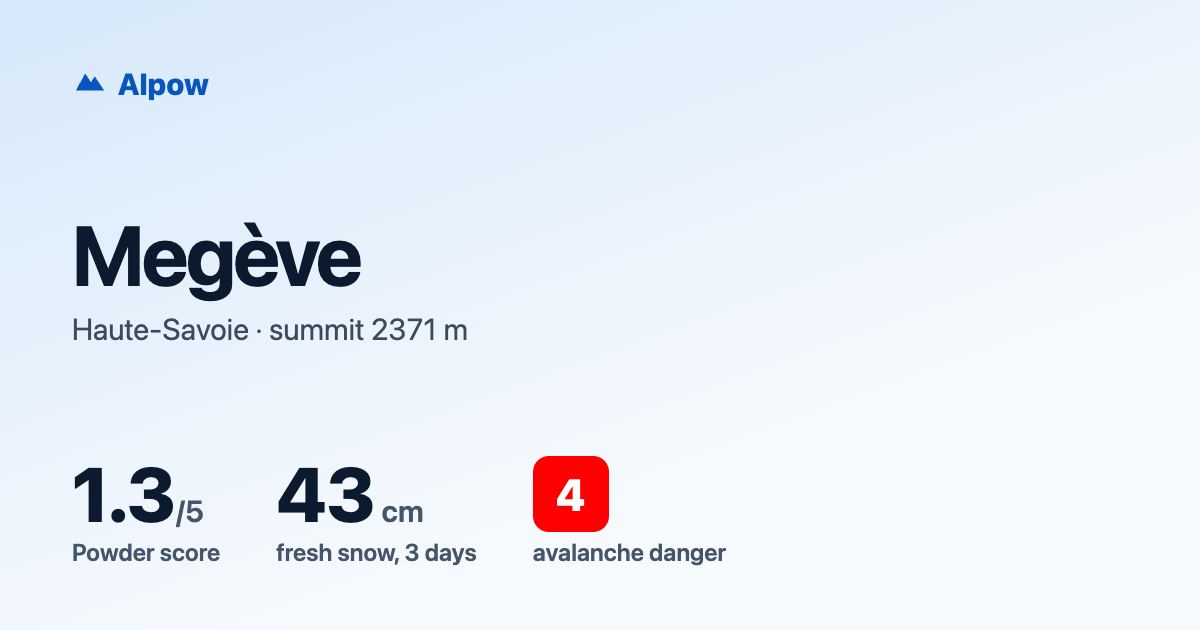 Alpow
Megève
Haute-Savoie · summit 2371 m
1.3/5
Powder score
43 cm
fresh snow, 3 days
4
avalanche danger